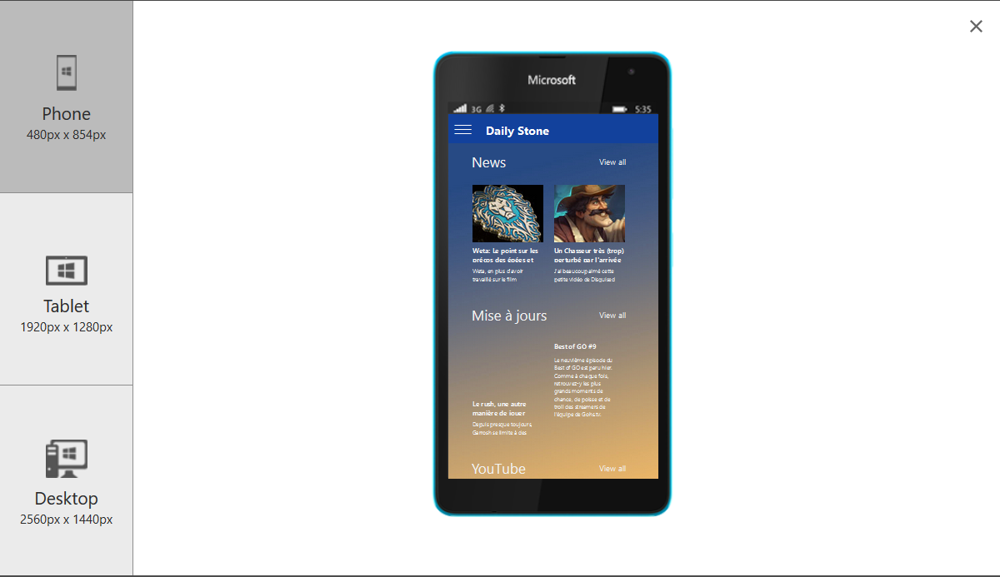 Phone
480px x 854px
Tablet
1920px x 1280px
Desktop
2560px x 1440px
Microsoft
3G
5:35
Daily Stone
News
View all
Weta: Le point sur les
précos des épées et
Weta, en plus d'avoir
travaillé sur le film
Un Chasseur très (trop)
perturbé par l'arrivée
J'ai beaucoup aimé cette
petite vidéo de Disguised
Mise à jours
View all
Le rush, une autre
manière de jouer
Depuis presque toujours,
Garrosh se limite à des
Best of GO #9
Le neuvième épisode du
Best of GO est paru hier.
Comme à chaque fois,
retrouvez-y les plus
grands moments de
chance, de poisse et de
troll des streamers de
l'équipe de Gohs.tv.
YouTube
View all